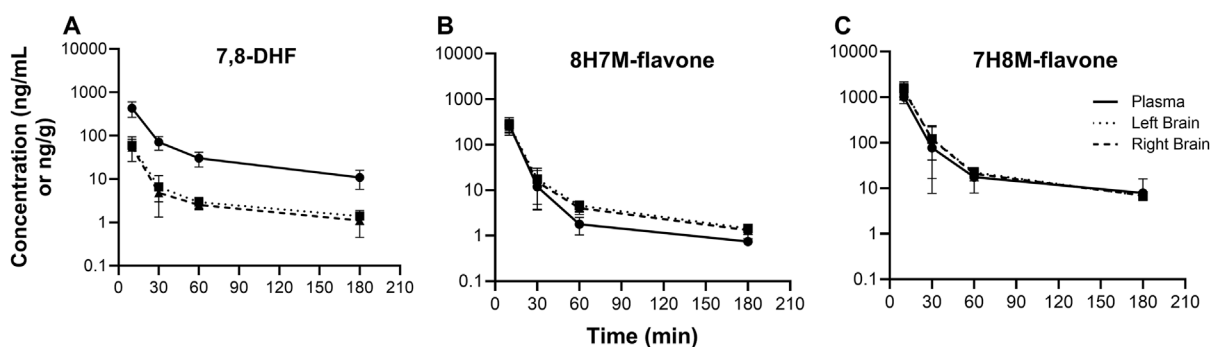 A
7,8-DHF
10000
1000
100
10
1
0.1
0 30 60 90 120 150 180 210
Concentration (ng/mL
or ng/g)
B
8H7M-flavone
10000
1000
100
10
1
0.1
0 30 60 90 120 150 180 210
Time (min)
C
7H8M-flavone
10000
1000
100
10
1
0.1
0 30 60 90 120 150 180 210
Plasma
Left Brain
Right Brain